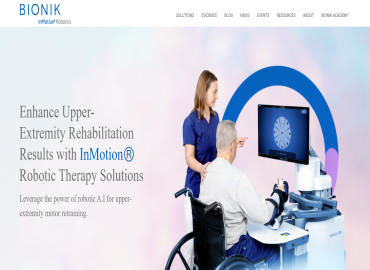 BIONIK
InMotion® Robotics
SOLUTIONS EVIDENCE BLOG NEWS EVENTS RESOURCES ABOUT BIONIK ACADEMY
Enhance Upper-
Extremity Rehabilitation
Results with InMotion®
Robotic Therapy Solutions
Leverage the power of robotic A.I for upper-
extremity motor retraining.